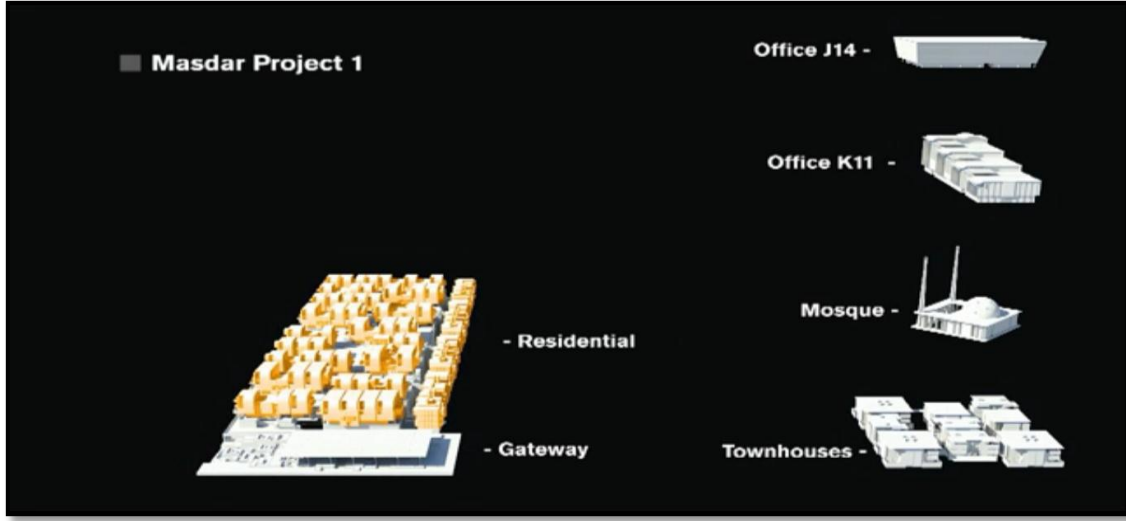 Masdar Project 1
Office J14 -
Office K11 -
Mosque -
- Residential
- Gateway
Townhouses -